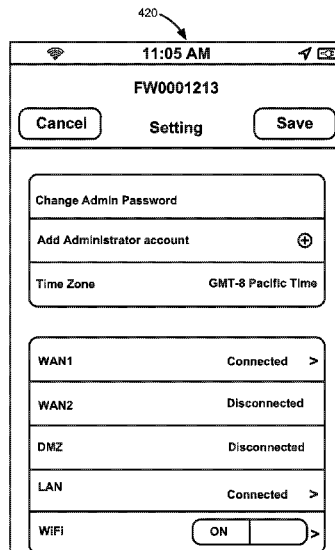 420
11:05 AM
FW0001213
Cancel Setting Save
Change Admin Password
Add Administrator account
Time Zone GMT-8 Pacific Time
WAN1 Connected >
WAN2 Disconnected
DMZ Disconnected
LAN Connected >
WiFi ON >